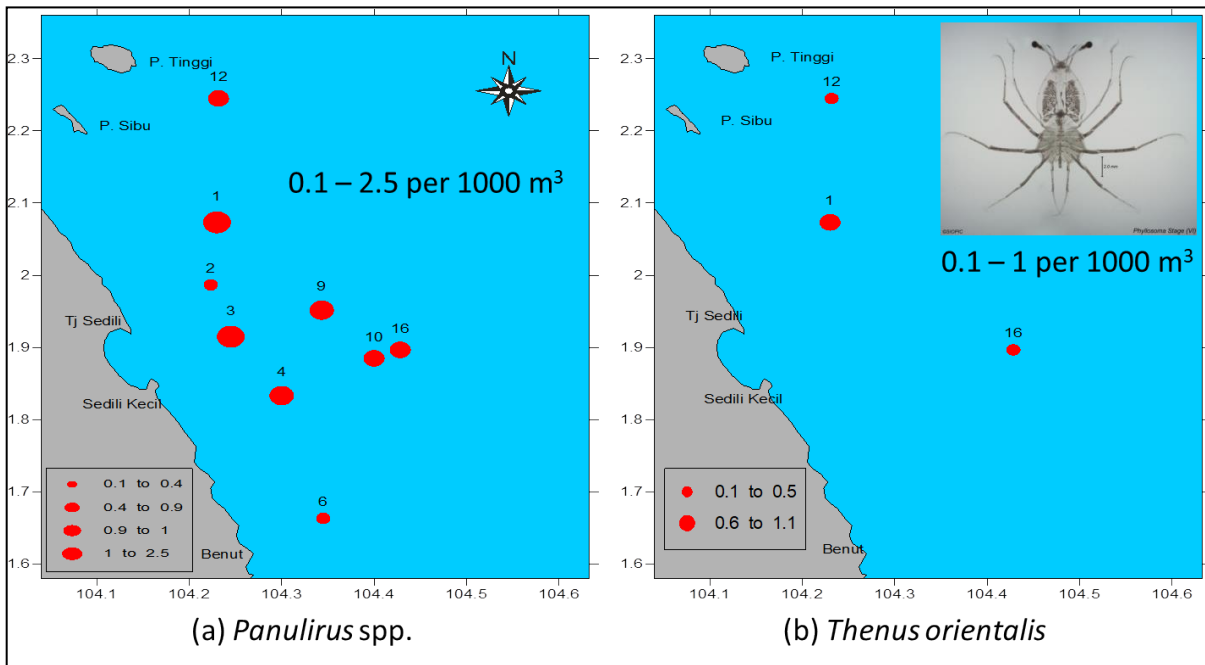 2.3
2.2
2.1
2
1.9
1.8
1.7
1.6
P. Tinggi
12
P. Sibu
N
0.1 – 2.5 per 1000 m³
1
2
3
9
10
16
4
Tj Sedili
Sedili Kecil
6
Benut
0.1 to 0.4
0.4 to 0.9
0.9 to 1
1 to 2.5
104.1 104.2 104.3 104.4 104.5 104.6
(a) Panulirus spp.
2.3
2.2
2.1
2
1.9
1.8
1.7
1.6
P. Tinggi
12
P. Sibu
2.0 mm
Phyllosoma Stage (VI)
0.1 – 1 per 1000 m³
1
16
Tj Sedili
Sedili Kecil
Benut
0.1 to 0.5
0.6 to 1.1
104.1 104.2 104.3 104.4 104.5 104.6
(b) Thenus orientalis